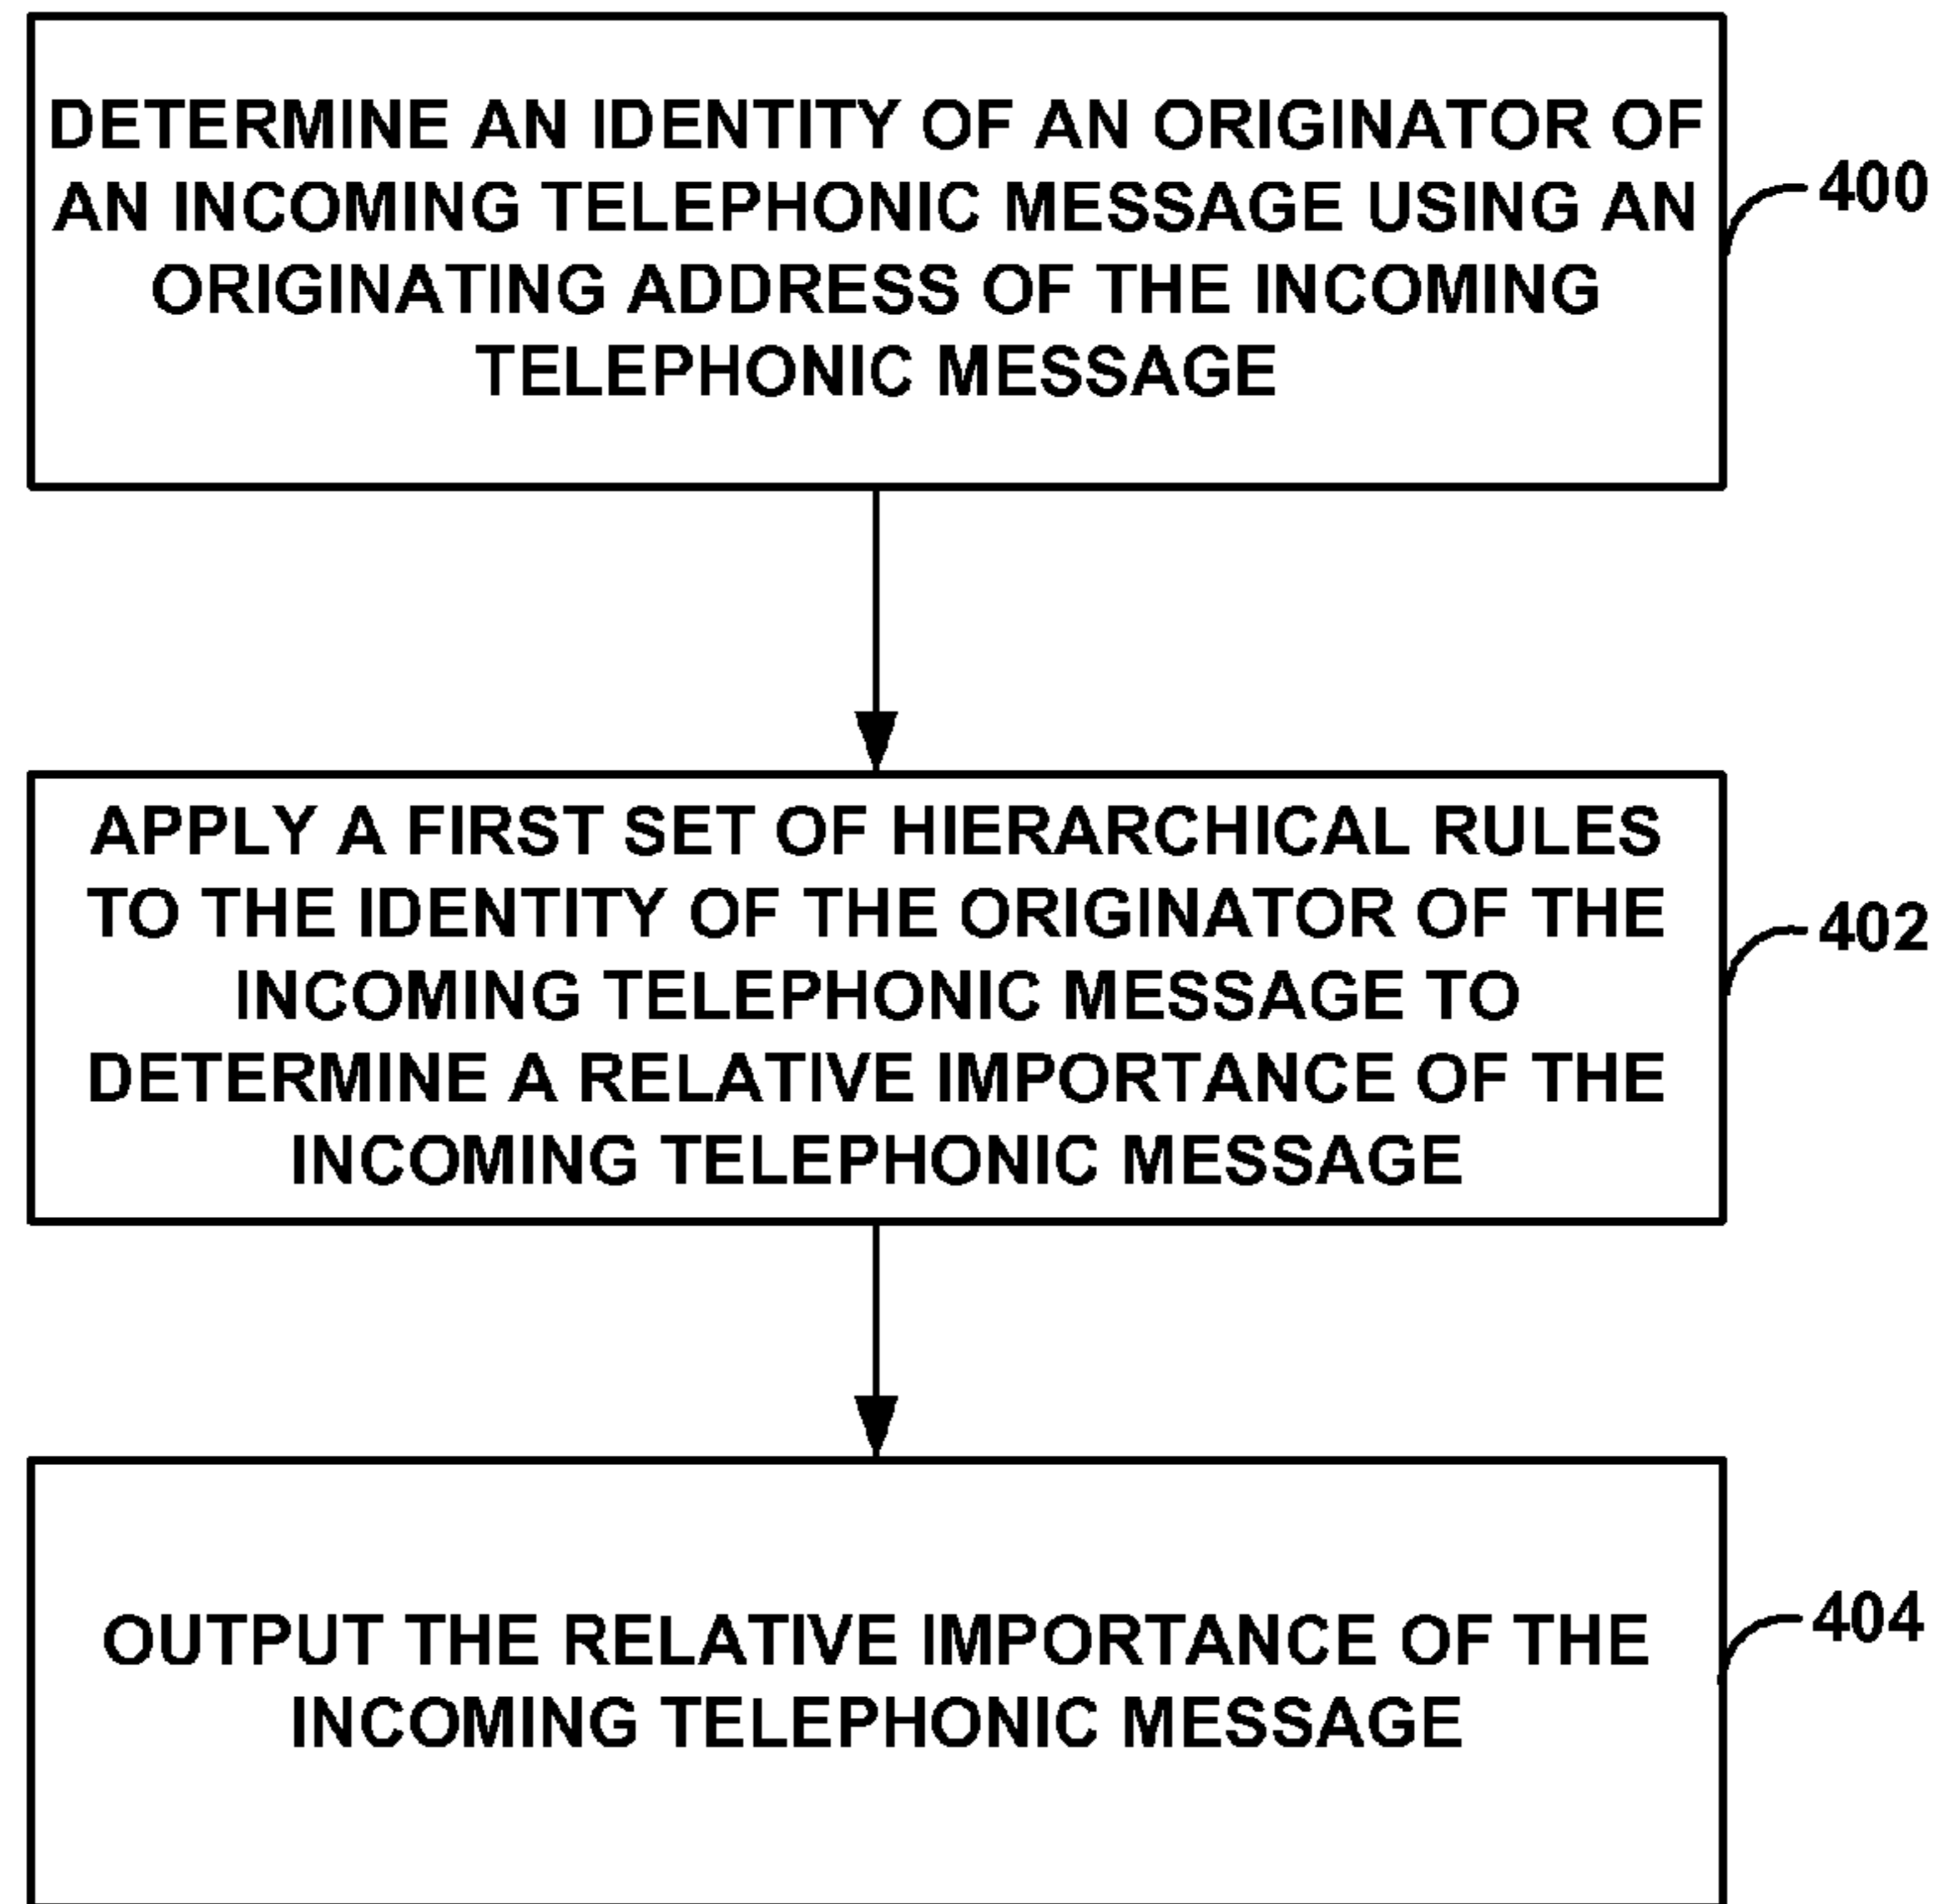 DETERMINE AN IDENTITY OF AN ORIGINATOR OF
AN INCOMING TELEPHONIC MESSAGE USING AN
ORIGINATING ADDRESS OF THE INCOMING
TELEPHONIC MESSAGE
400
APPLY A FIRST SET OF HIERARCHICAL RULES
TO THE IDENTITY OF THE ORIGINATOR OF THE
INCOMING TELEPHONIC MESSAGE TO
DETERMINE A RELATIVE IMPORTANCE OF THE
INCOMING TELEPHONIC MESSAGE
402
OUTPUT THE RELATIVE IMPORTANCE OF THE
INCOMING TELEPHONIC MESSAGE
404